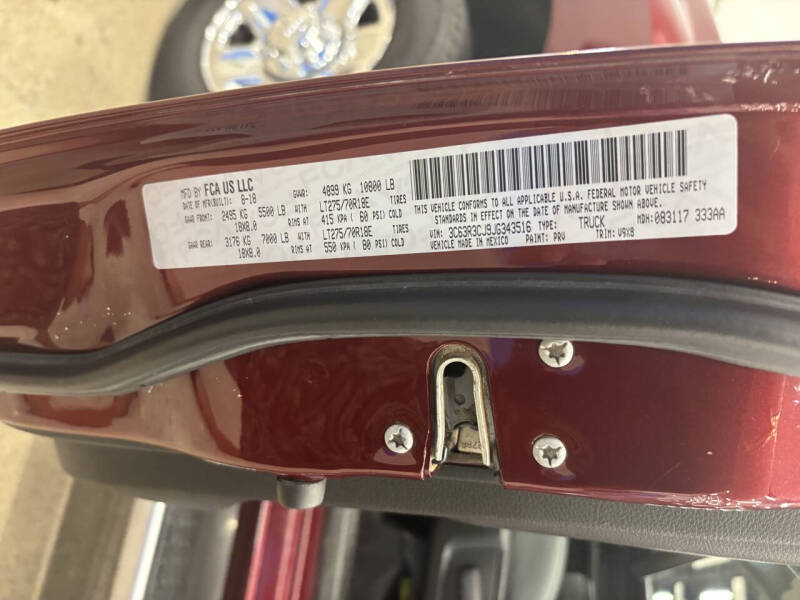 MFD BY FCA US LLC GVWR: 4899 KG 10800 LB
DATE OF MFR(BUILT): 8-18
GAWR FRONT: 2495 KG 5500 LB WITH LT275/70R18E TIRES
18X8.0 RIMS AT 415 KPA ( 60 PSI) COLD
GAWR REAR: 3176 KG 7000 LB WITH LT275/70R18E TIRES
18X8.0 RIMS AT 550 KPA ( 80 PSI) COLD
THIS VEHICLE CONFORMS TO ALL APPLICABLE U.S.A. FEDERAL MOTOR VEHICLE SAFETY
STANDARDS IN EFFECT ON THE DATE OF MANUFACTURE SHOWN ABOVE.
VIN: 3C63R3CJ9JG343516 TYPE: TRUCK MDH: 083117 333AA
VEHICLE MADE IN MEXICO PAINT: PRV TRIM: V9X8